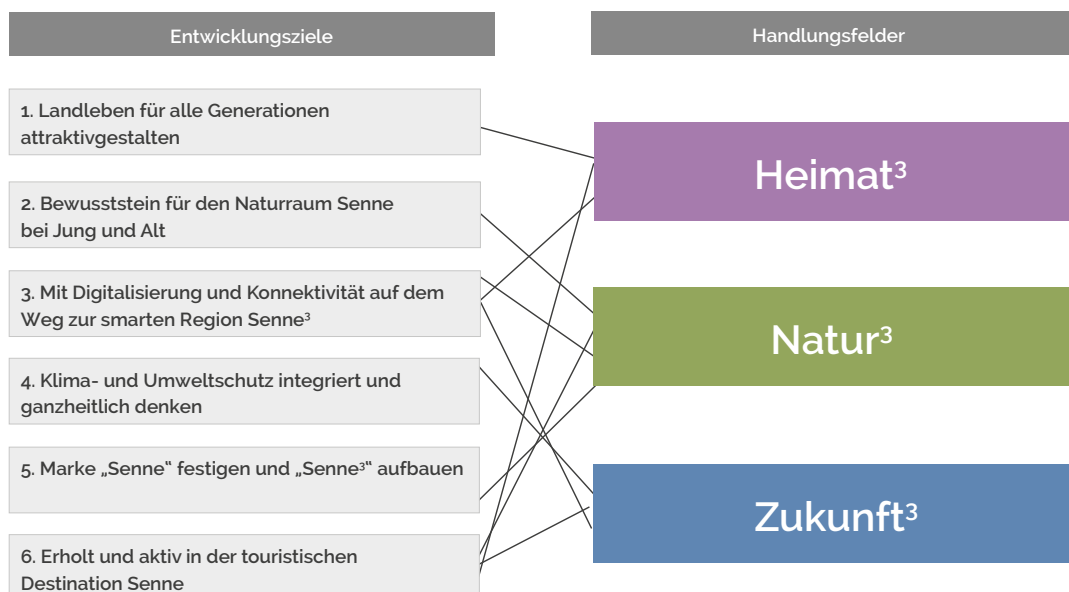 Entwicklungsziele
Handlungsfelder
1. Landleben für alle Generationen
attraktivgestalten
2. Bewusststein für den Naturraum Senne
bei Jung und Alt
3. Mit Digitalisierung und Konnektivität auf dem
Weg zur smarten Region Senne³
4. Klima- und Umweltschutz integriert und
ganzheitlich denken
5. Marke „Senne“ festigen und „Senne³“ aufbauen
6. Erholt und aktiv in der touristischen
Destination Senne
Heimat³
Natur³
Zukunft³